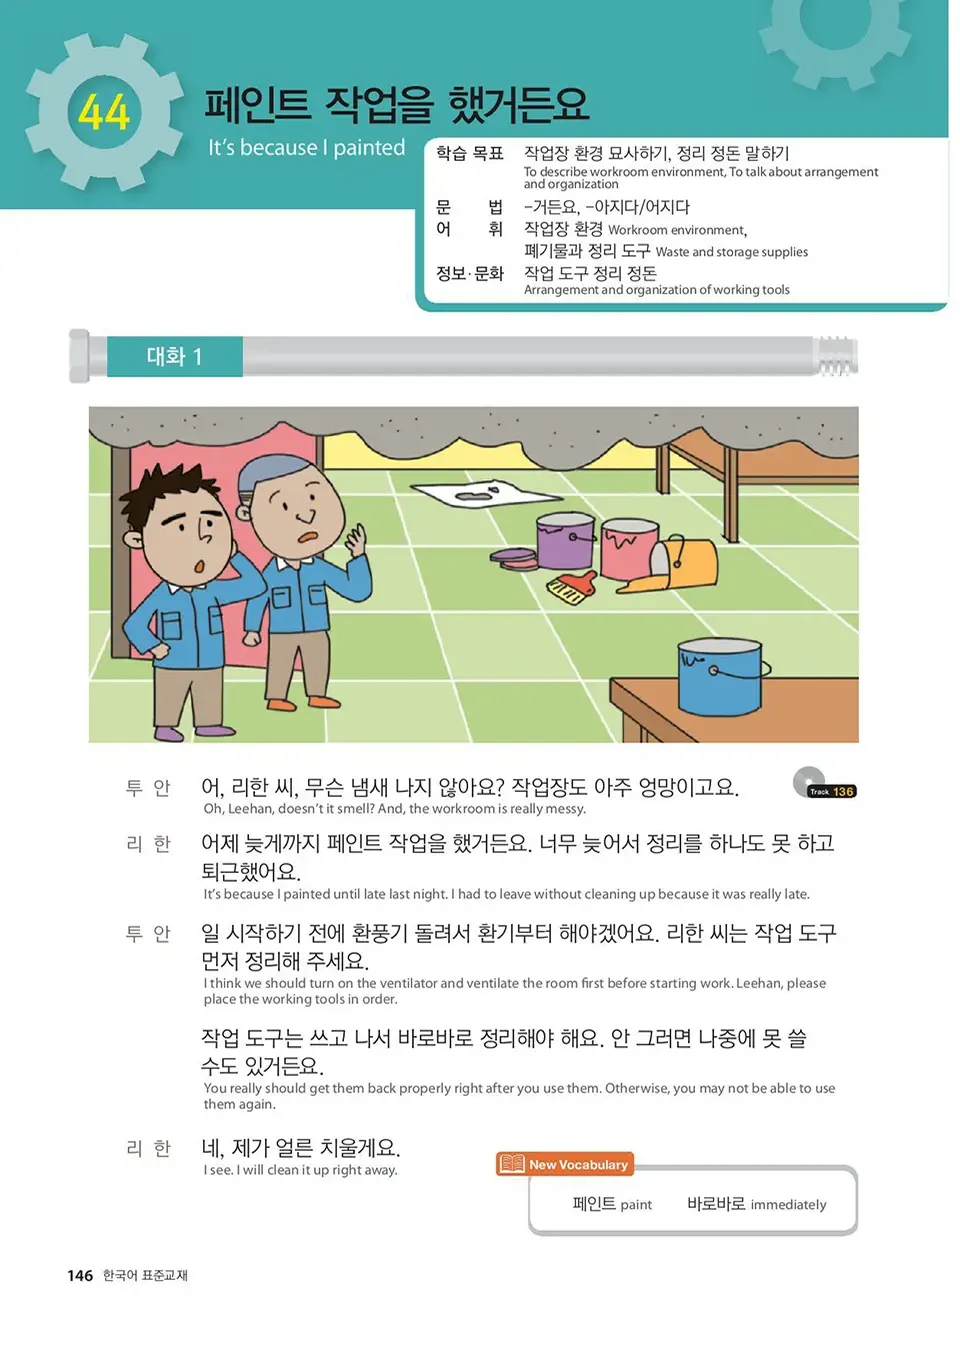 44
페인트 작업을 했거든요
It's because I painted
학습 목표 작업장 환경 묘사하기, 정리 정돈 말하기
To describe workroom environment, To talk about arrangement
and organization
문 법 –거든요, –아지다/어지다
어 휘 작업장 환경 Workroom environment,
폐기물과 정리 도구 Waste and storage supplies
정보·문화 작업 도구 정리 정돈
Arrangement and organization of working tools
대화 1
투 안 어, 리한 씨, 무슨 냄새 나지 않아요? 작업장도 아주 엉망이고요.
Track 136
Oh, Leehan, doesn't it smell? And, the workroom is really messy.
리 한 어제 늦게까지 페인트 작업을 했거든요. 너무 늦어서 정리를 하나도 못 하고
퇴근했어요.
It's because I painted until late last night. I had to leave without cleaning up because it was really late.
투 안 일 시작하기 전에 환풍기 돌려서 환기부터 해야겠어요. 리한 씨는 작업 도구
먼저 정리해 주세요.
I think we should turn on the ventilator and ventilate the room first before starting work. Leehan, please
place the working tools in order.
작업 도구는 쓰고 나서 바로바로 정리해야 해요. 안 그러면 나중에 못 쓸
수도 있거든요.
You really should get them back properly right after you use them. Otherwise, you may not be able to use
them again.
리 한 네, 제가 얼른 치울게요.
I see. I will clean it up right away.
New Vocabulary
페인트 paint 바로바로 immediately
146 한국어 표준교재